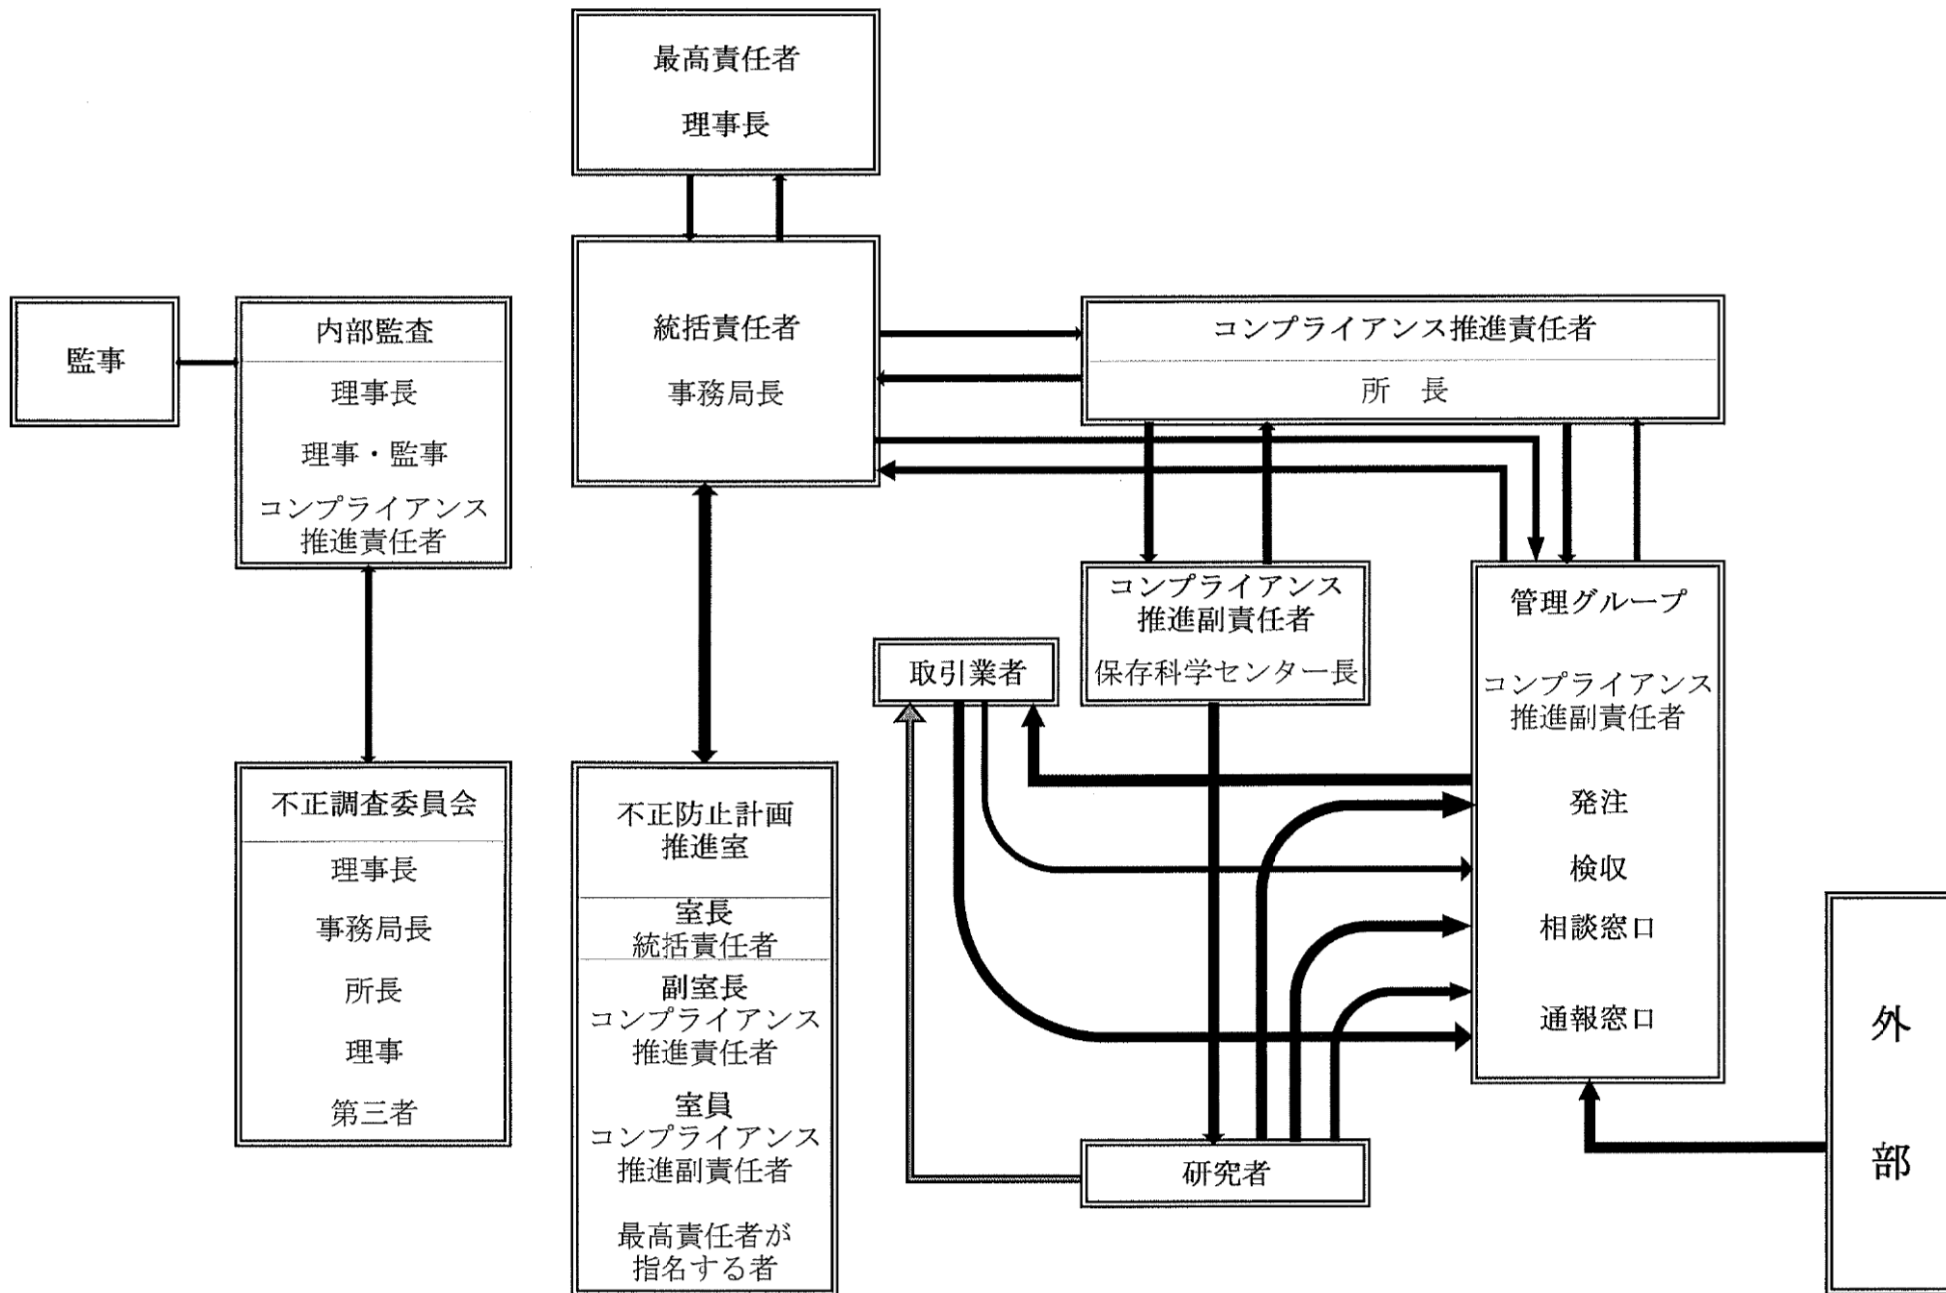 最高責任者
理事長
監事
内部監査
理事長
理事・監事
コンプライアンス
推進責任者
統括責任者
事務局長
コンプライアンス推進責任者
所　長
コンプライアンス
推進副責任者
保存科学センター長
取引業者
管理グループ
コンプライアンス
推進副責任者
発注
検収
相談窓口
通報窓口
不正調査委員会
理事長
事務局長
所長
理事
第三者
不正防止計画
推進室
室長
統括責任者
副室長
コンプライアンス
推進責任者
室員
コンプライアンス
推進副責任者
最高責任者が
指名する者
研究者
外
部